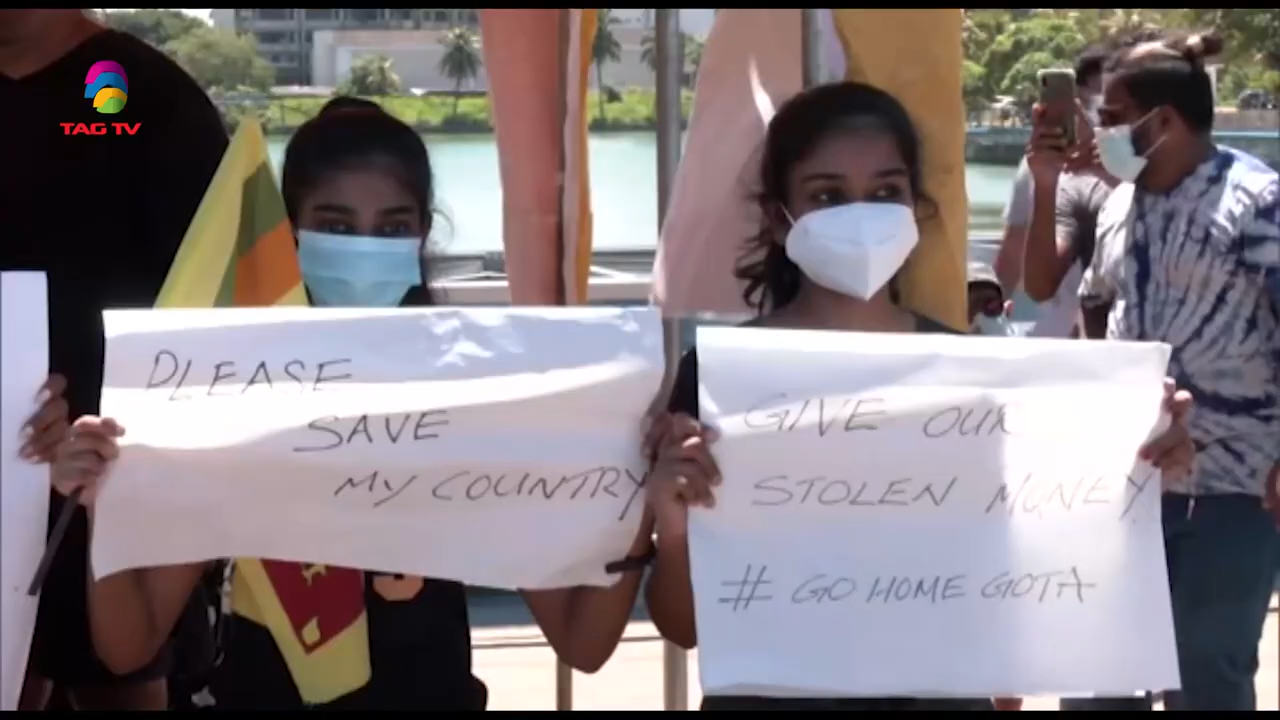 TAG TV
PLEASE
SAVE
MY COUNTRY
GIVE OUR
STOLEN MONEY
# GO HOME GOTA